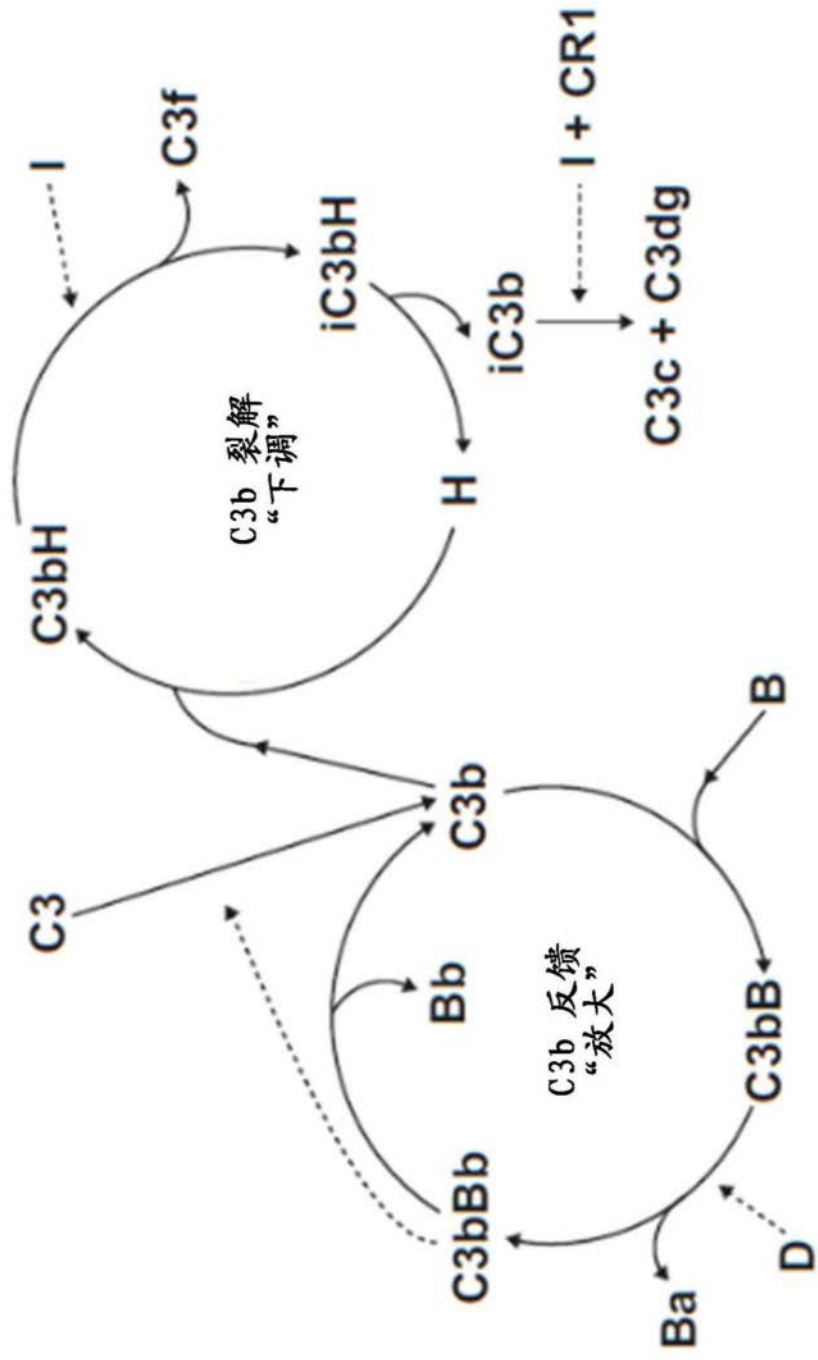 C3
C3bH
I
C3f
C3b 裂解
“下调”
iC3bH
C3bBb
Bb
C3b
H
iC3b
I + CR1
C3b 反馈
“放大”
C3c + C3dg
Ba
D
C3bB
B